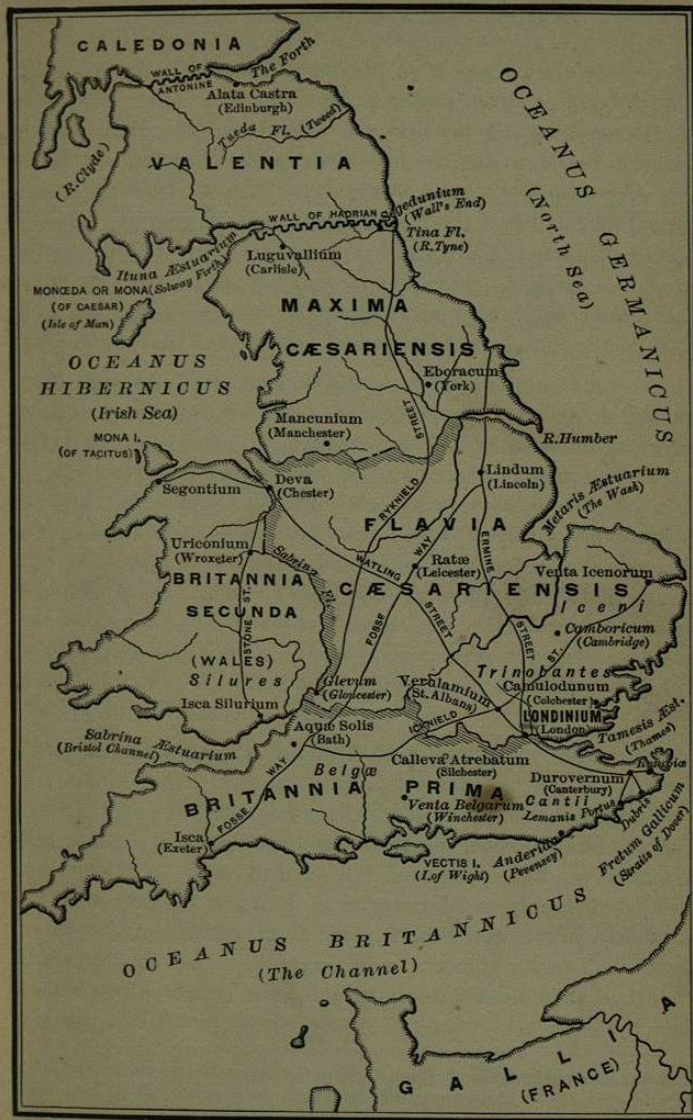 CALEDONIA
WALL OF
ANTONINE
The Forth
Alata Castra
(Edinburgh)
Tueda Fl. (Tweed)
(R. Clyde)
VALENTIA
OCEANUS GERMANICUS
(North Sea)
WALL OF HADRIAN
Segedunium
(Wall's End)
Tina Fl.
(R. Tyne)
Ituna Æstuarium
(Solway Firth)
Luguvallium
(Carlisle)
MONŒDA OR MONA
(OF CAESAR)
(Isle of Man)
MAXIMA
CÆSARIENSIS
OCEANUS
HIBERNICUS
(Irish Sea)
Eboracum
(York)
Mancunium
(Manchester)
STREET
RYKNIELD
R. Humber
MONA I.
(OF TACITUS)
Segontium
Deva
(Chester)
Lindum
(Lincoln)
Metaris Æstuarium
(The Wash)
FLAVIA
CÆSARIENSIS
Uriconium
(Wroxeter)
Sabrina Fl.
WATLING
STREET
FOSSE
WAY
ERMINE
STREET
Ratæ
(Leicester)
Venta Icenorum
Iceni
BRITANNIA
SECUNDA
(WALES)
STONE ST.
Silures
Camboricum
(Cambridge)
ST.
Trinobantes
Glevum
(Gloucester)
Verulamium
(St. Albans)
Camulodunum
(Colchester)
Isca Silurium
LONDINIUM
(London)
Tamesis Æst.
(Thames)
Sabrina Æstuarium
(Bristol Channel)
Aquæ Solis
(Bath)
ICKNIELD
Calleva Atrebatum
(Silchester)
Rutupiæ
Belgæ
Durovernum
(Canterbury)
BRITANNIA PRIMA
FOSSE WAY
Venta Belgarum
(Winchester)
Cantii
Lemanis Portus
Dubris
Isca
(Exeter)
VECTIS I.
(I. of Wight)
Anderida
(Pevensey)
Fretum Gallicum
(Straits of Dover)
OCEANUS BRITANNICUS
(The Channel)
GALLIA
(FRANCE)